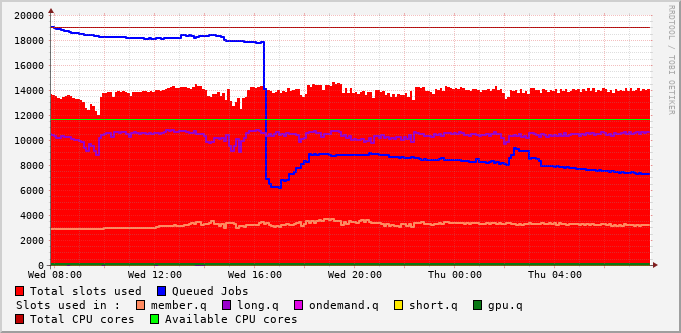 RRDTOOL / TOBI OETIKER
20000
18000
16000
14000
12000
10000
8000
6000
4000
2000
0
Wed 08:00 Wed 12:00 Wed 16:00 Wed 20:00 Thu 00:00 Thu 04:00
Total slots used Queued Jobs
Slots used in : member.q long.q ondemand.q short.q gpu.q
Total CPU cores Available CPU cores